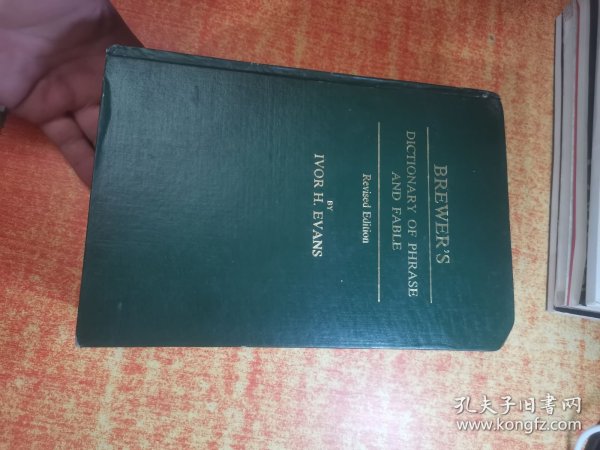 BREWER'S
DICTIONARY OF PHRASE
AND FABLE
Revised Edition
BY
IVOR H. EVANS
孔夫子旧书网
www.kongfz.com